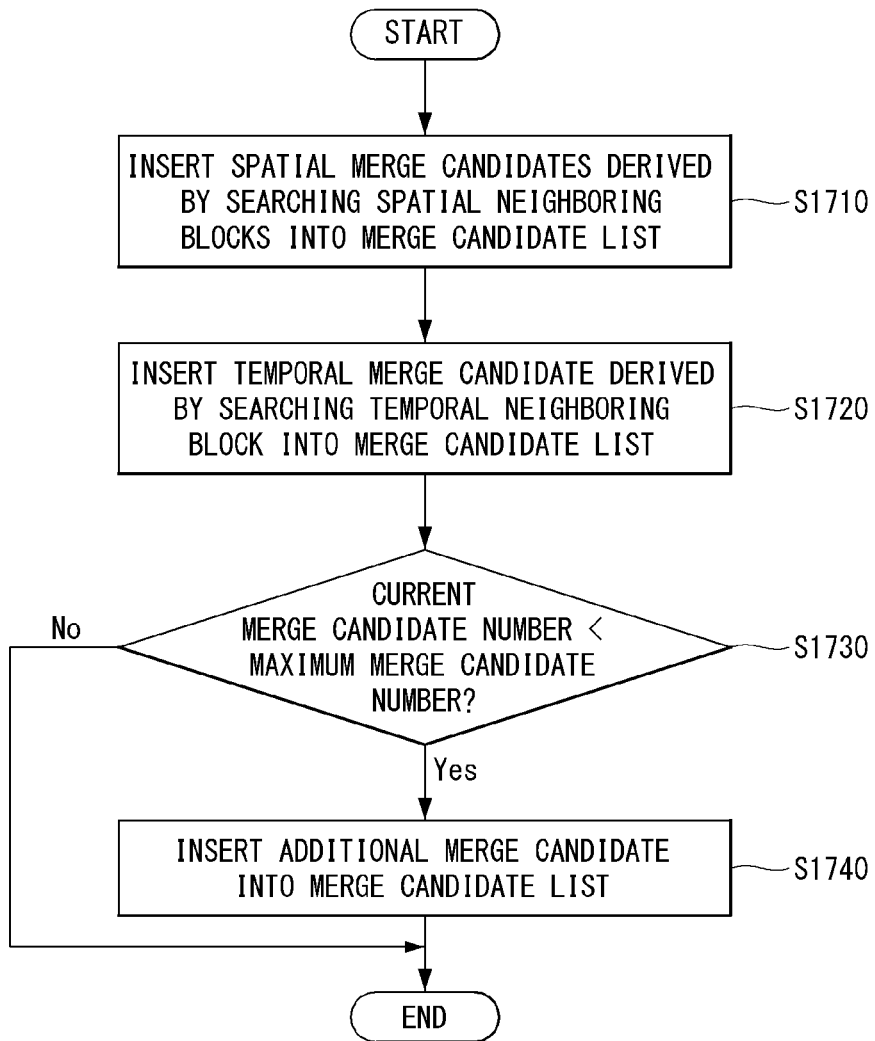 START
INSERT SPATIAL MERGE CANDIDATES DERIVED
BY SEARCHING SPATIAL NEIGHBORING
BLOCKS INTO MERGE CANDIDATE LIST
S1710
INSERT TEMPORAL MERGE CANDIDATE DERIVED
BY SEARCHING TEMPORAL NEIGHBORING
BLOCK INTO MERGE CANDIDATE LIST
S1720
CURRENT
MERGE CANDIDATE NUMBER <
MAXIMUM MERGE CANDIDATE
NUMBER?
S1730
No
Yes
INSERT ADDITIONAL MERGE CANDIDATE
INTO MERGE CANDIDATE LIST
S1740
END